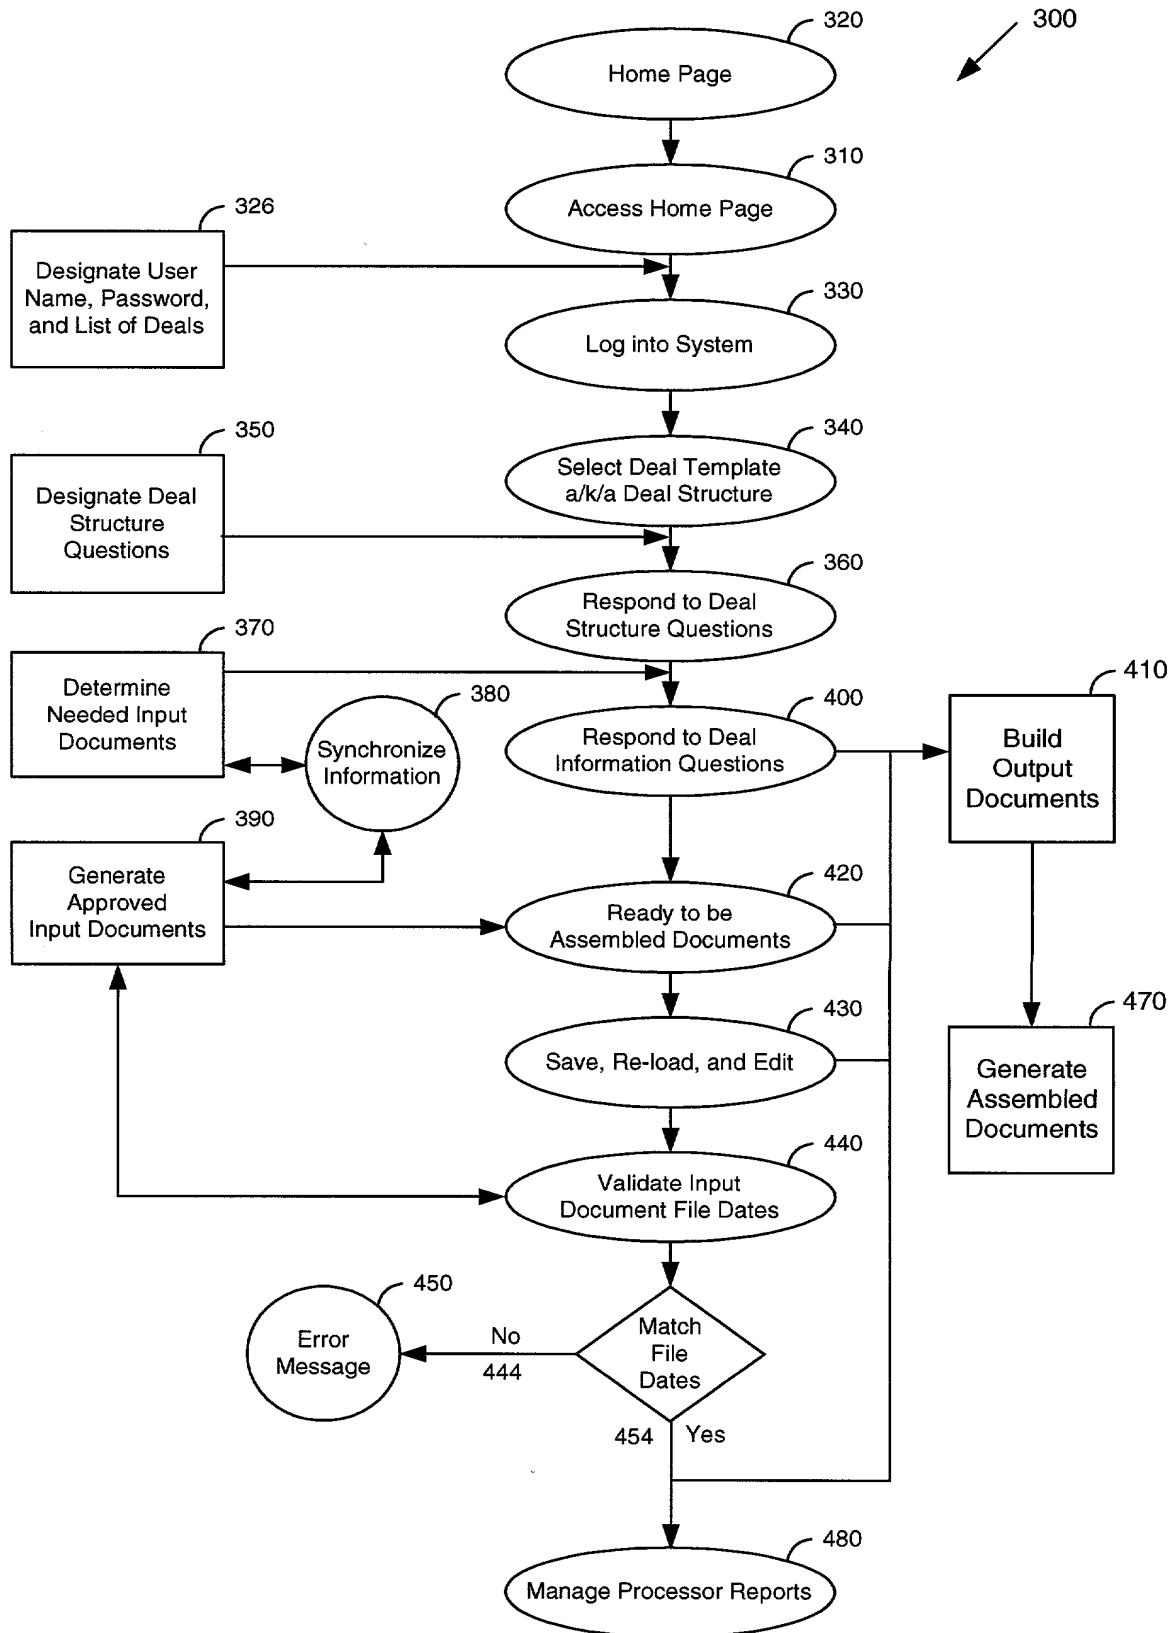 320
300
Home Page
310
Access Home Page
326
Designate User
Name, Password,
and List of Deals
330
Log into System
350
Designate Deal
Structure
Questions
340
Select Deal Template
a/k/a Deal Structure
360
Respond to Deal
Structure Questions
370
Determine
Needed Input
Documents
380
Synchronize
Information
400
Respond to Deal
Information Questions
410
Build
Output
Documents
390
Generate
Approved
Input Documents
420
Ready to be
Assembled Documents
430
Save, Re-load, and Edit
470
Generate
Assembled
Documents
440
Validate Input
Document File Dates
450
Error
Message
No
444
Match
File
Dates
454
Yes
480
Manage Processor Reports